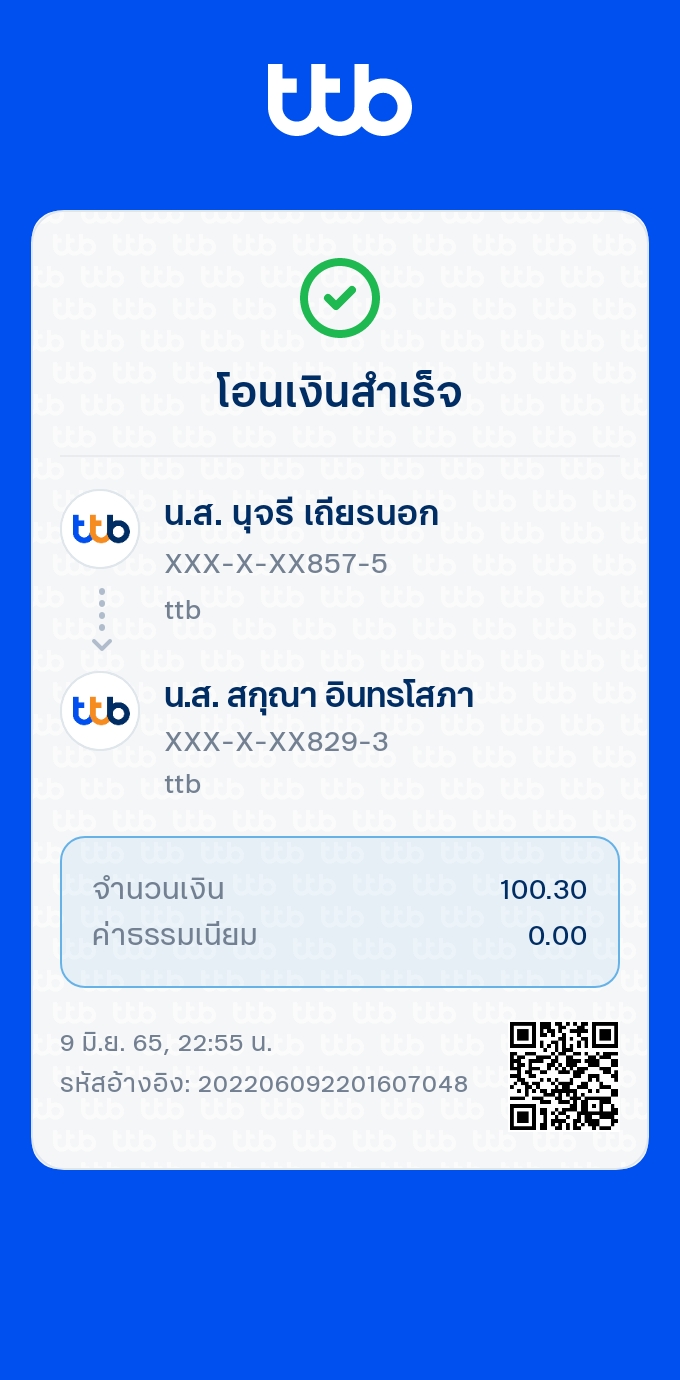 ttb
โอนเงินสำเร็จ
ttb
น.ส. นุจรี เถียรนอก
XXX-X-XX857-5
ttb
ttb
น.ส. สกุณา อินทรโสภา
XXX-X-XX829-3
ttb
จำนวนเงิน 100.30
ค่าธรรมเนียม 0.00
9 มิ.ย. 65, 22:55 น.
รหัสอ้างอิง: 202206092201607048